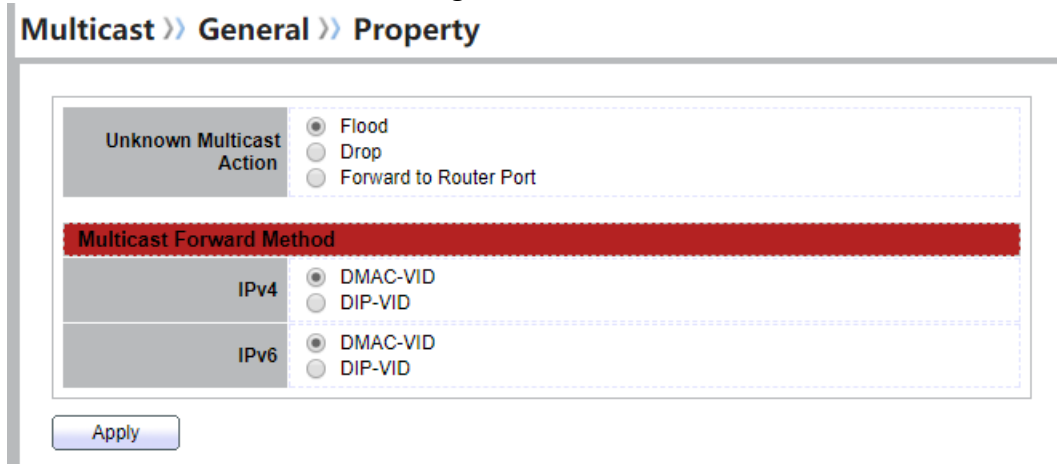 Multicast 》 General 》 Property
Unknown Multicast
Action
Flood
Drop
Forward to Router Port
Multicast Forward Method
IPv4
DMAC-VID
DIP-VID
IPv6
DMAC-VID
DIP-VID
Apply